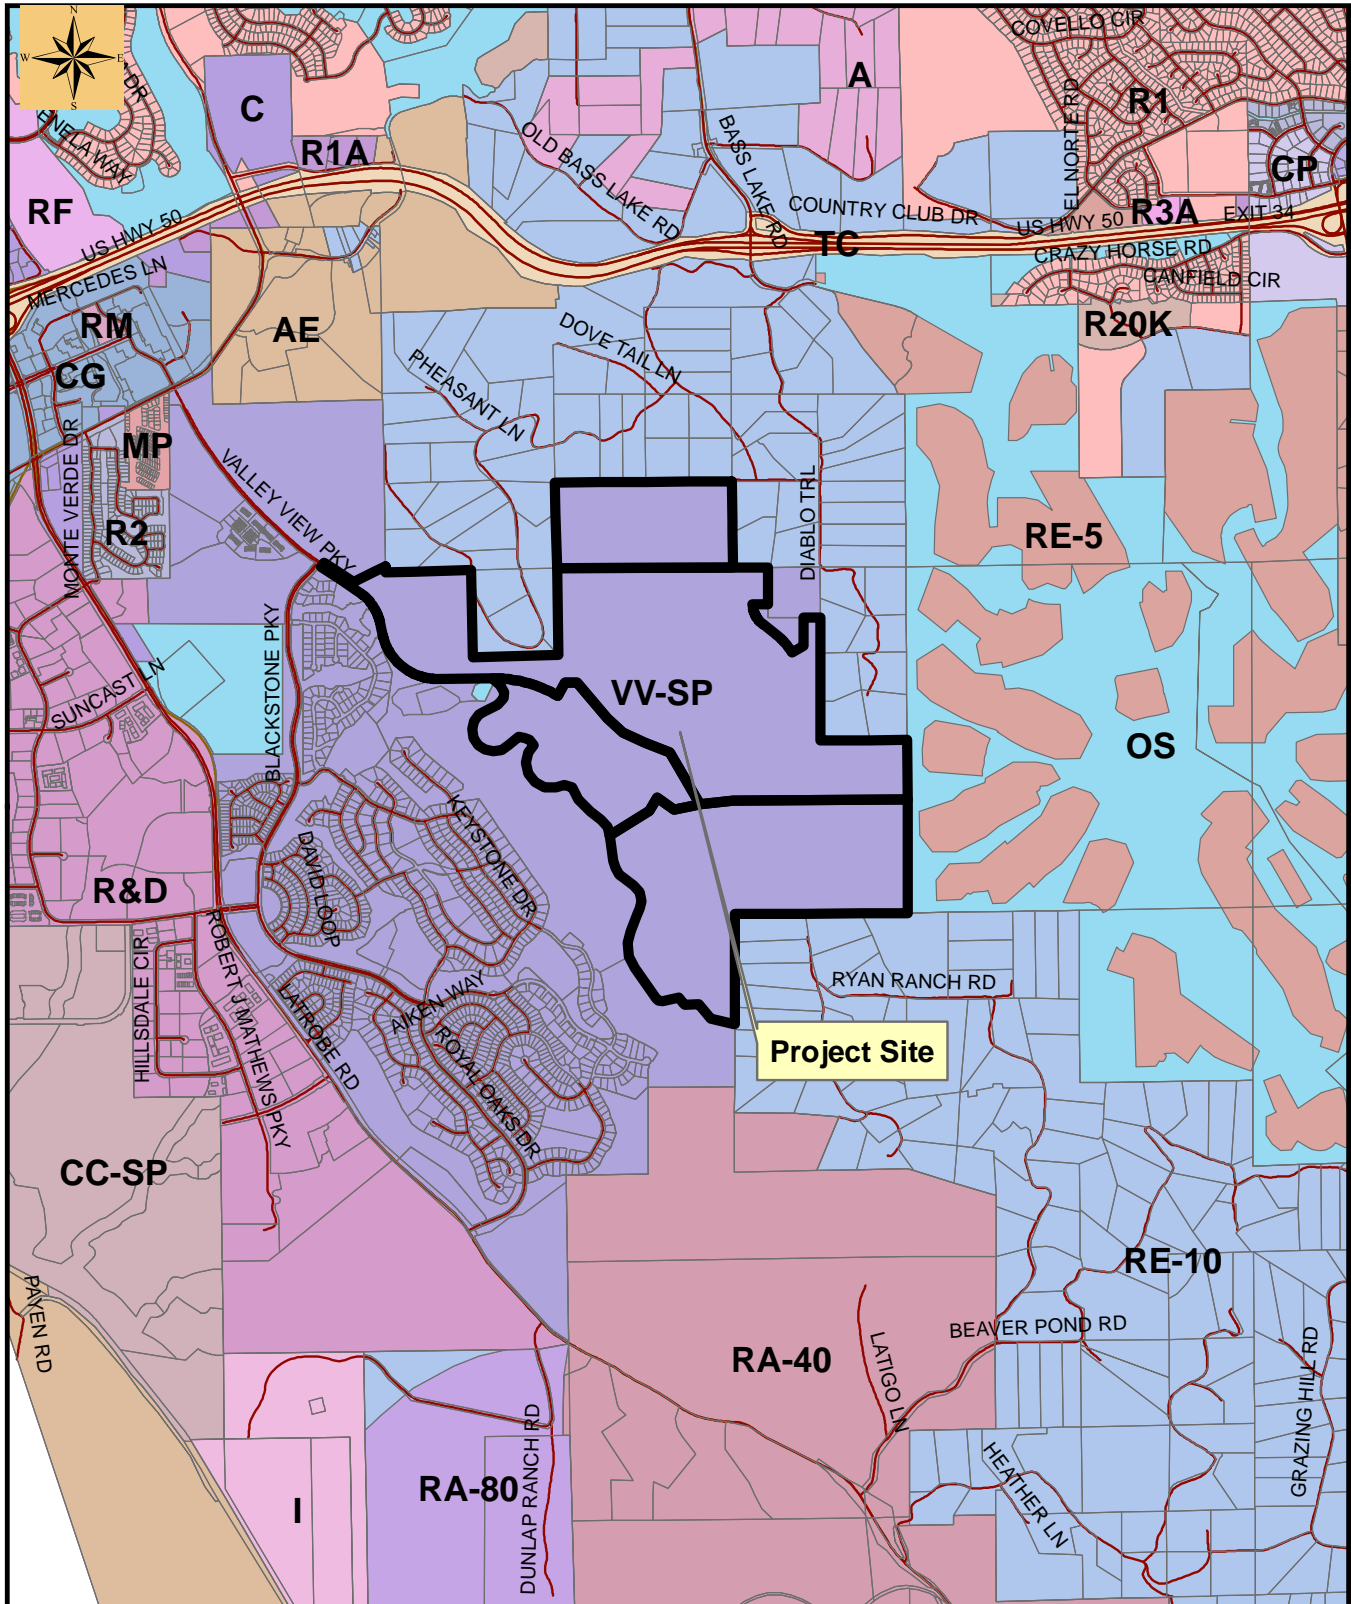 N
W
E
S
COVELLO CIR
DR
ENELA WAY
C
A
R1
EL NORTE RD
BASS LAKE RD
OLD BASS LAKE RD
R1A
CP
RF
US HWY 50
COUNTRY CLUB DR
US HWY 50
R3A
EXIT 34
TC
CRAZY HORSE RD
CANFIELD CIR
MERCEDES LN
RM
AE
R20K
DOVE TAIL LN
CG
PHEASANT LN
MP
MONTE VERDE DR
VALLEY VIEW PKY
DIABLO TRL
R2
RE-5
BLACKSTONE PKY
SUNCAST LN
VV-SP
OS
KEYSTONE DR
DAVID LOOP
R&D
ROBERT J MATHEWS PKY
HILLSDALE CIR
LATROBE RD
AIKEN WAY
ROYAL OAKS DR
RYAN RANCH RD
Project Site
CC-SP
RE-10
PAYEN RD
BEAVER POND RD
RA-40
LATIGO LN
GRAZING HILL RD
DUNLAP RANCH RD
RA-80
I
HEATHER LN